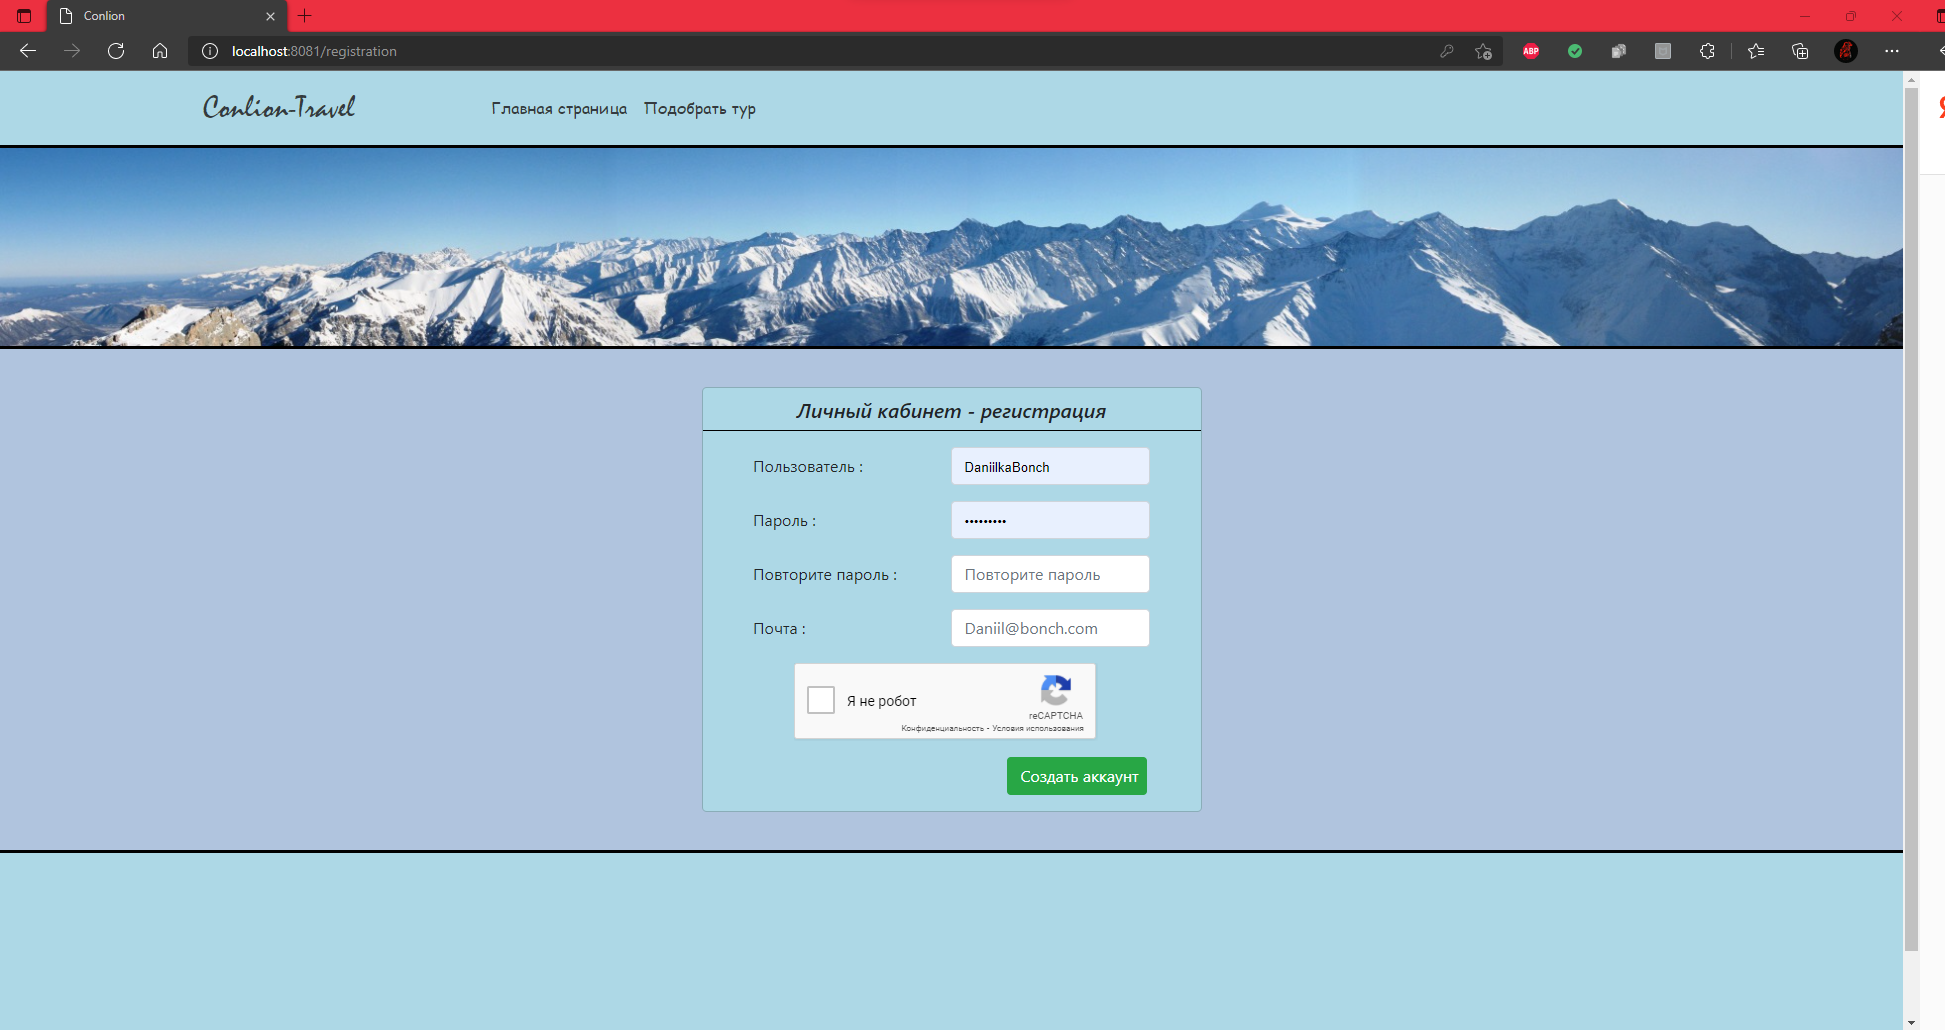 Conlion
localhost:8081/registration
ABP
Conlion-Travel
Главная страница
Подобрать тур
Личный кабинет - регистрация
Пользователь :
DaniilkaBonch
Пароль :
•••••••••
Повторите пароль :
Повторите пароль
Почта :
Daniil@bonch.com
Я не робот
reCAPTCHA
Конфиденциальность - Условия использования
Создать аккаунт